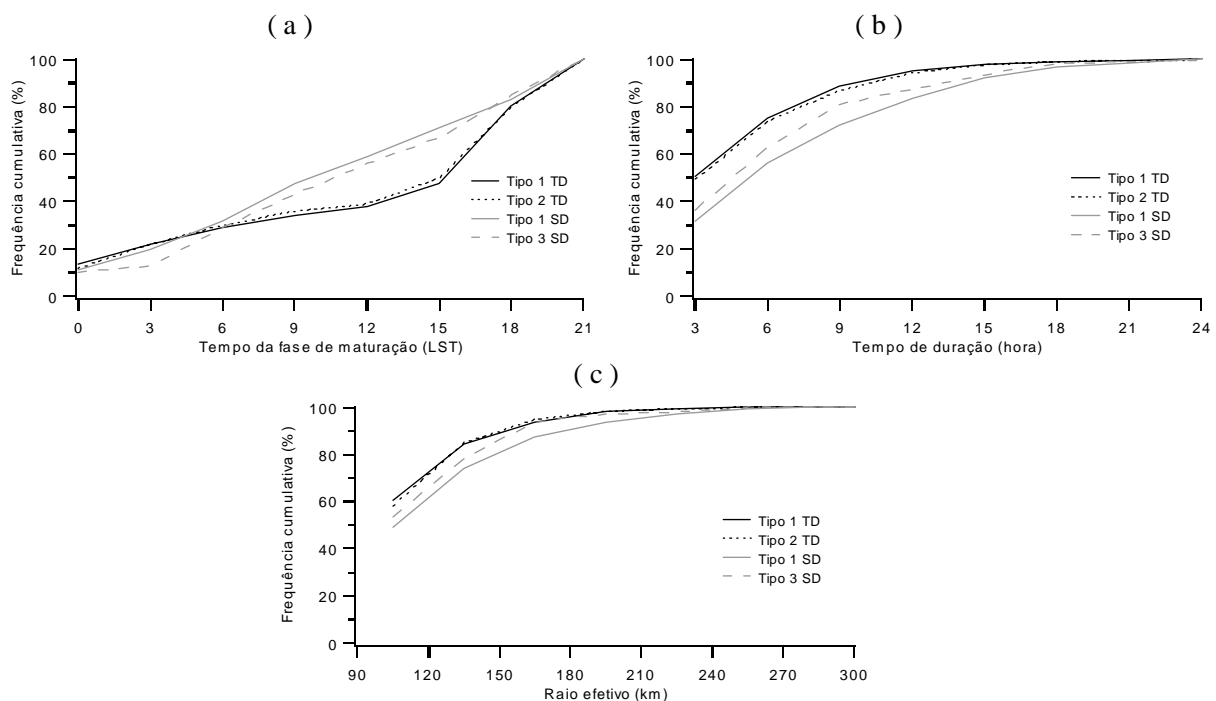 ( a )
Frequência cumulativa (%)
100
80
60
40
20
0
Tipo 1 TD
Tipo 2 TD
Tipo 1 SD
Tipo 3 SD
0 3 6 9 12 15 18 21
Tempo da fase de maturação (LST)
( b )
Frequência cumulativa (%)
100
80
60
40
20
0
Tipo 1 TD
Tipo 2 TD
Tipo 1 SD
Tipo 3 SD
3 6 9 12 15 18 21 24
Tempo de duração (hora)
( c )
Frequência cumulativa (%)
100
80
60
40
20
0
Tipo 1 TD
Tipo 2 TD
Tipo 1 SD
Tipo 3 SD
90 120 150 180 210 240 270 300
Raio efetivo (km)